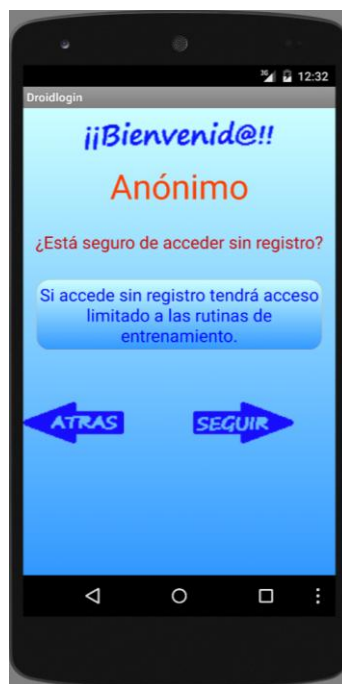 3G 12:32
Droidlogin
¡¡Bienvenid@!!
Anónimo
¿Está seguro de acceder sin registro?
Si accede sin registro tendrá acceso
limitado a las rutinas de
entrenamiento.
ATRAS SEGUIR